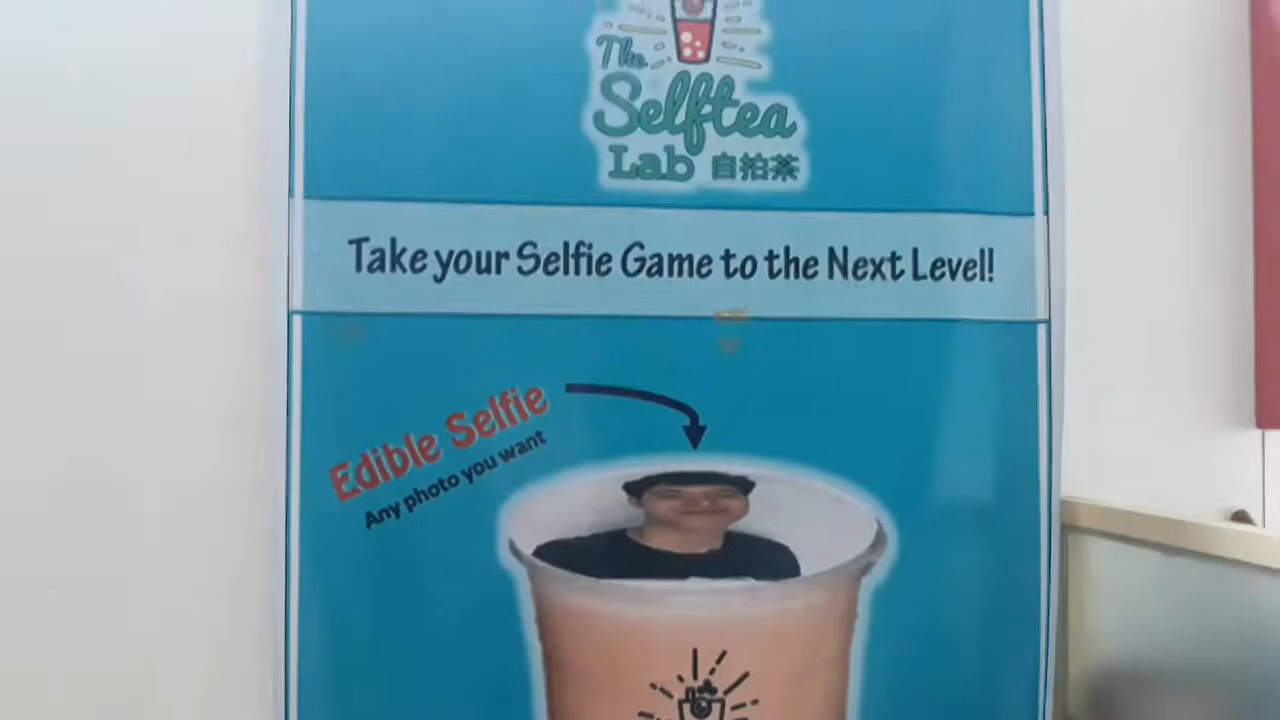 The
Selftea
Lab 自拍茶
Take your Selfie Game to the Next Level!
Edible Selfie
Any photo you want